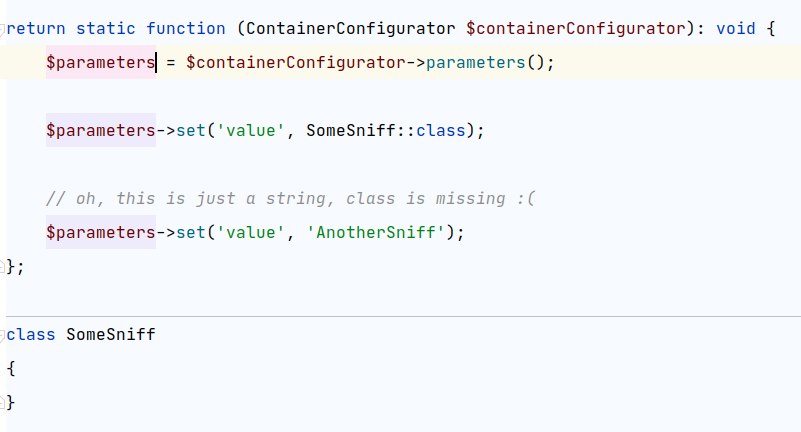 return static function (ContainerConfigurator $containerConfigurator): void {
$parameters = $containerConfigurator->parameters();
$parameters->set('value', SomeSniff::class);
// oh, this is just a string, class is missing :(
$parameters->set('value', 'AnotherSniff');
};
class SomeSniff
{
}